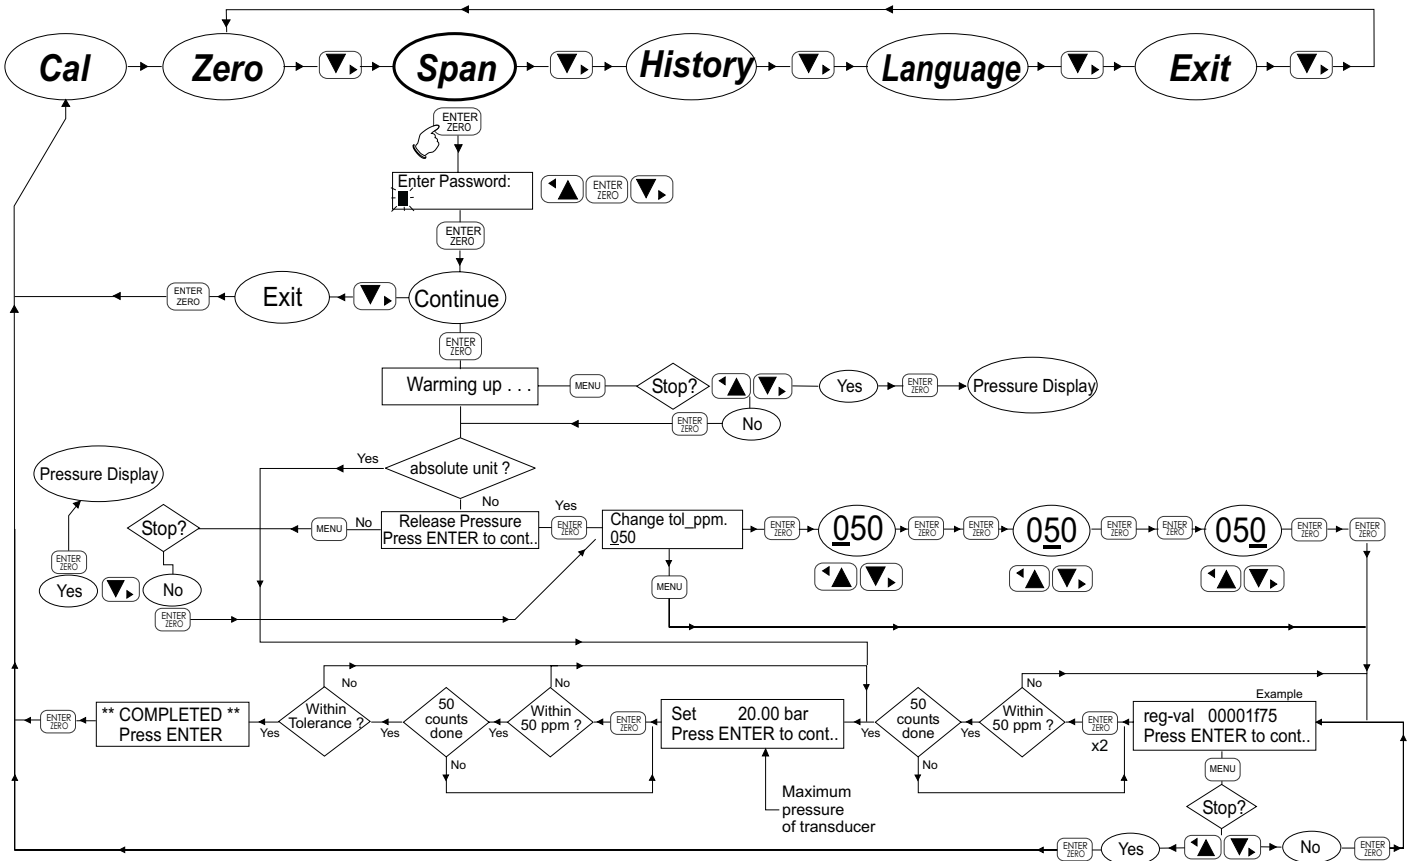 Cal
Zero
Span
History
Language
Exit
ENTER
ZERO
Enter Password:
ENTER
ZERO
ENTER
ZERO
ENTER
ZERO
Exit
Continue
ENTER
ZERO
Warming up . . .
MENU
Stop?
Yes
ENTER
ZERO
Pressure Display
ENTER
ZERO
No
Yes
absolute unit ?
Pressure Display
No
Stop?
MENU
No
Release Pressure
Press ENTER to cont..
Yes
ENTER
ZERO
Change tol_ppm.
050
ENTER
ZERO
050
ENTER
ZERO
ENTER
ZERO
050
ENTER
ZERO
ENTER
ZERO
050
ENTER
ZERO
ENTER
ZERO
ENTER
ZERO
Yes
No
MENU
ENTER
ZERO
No
No
No
Example
ENTER
ZERO
** COMPLETED **
Press ENTER
Yes
Within
Tolerance ?
Yes
50
counts
done
Yes
Within
50 ppm ?
ENTER
ZERO
Set 20.00 bar
Press ENTER to cont..
Yes
50
counts
done
Yes
Within
50 ppm ?
ENTER
ZERO
x2
reg-val 00001f75
Press ENTER to cont..
No
No
MENU
Maximum
pressure
of transducer
Stop?
ENTER
ZERO
Yes
No
ENTER
ZERO